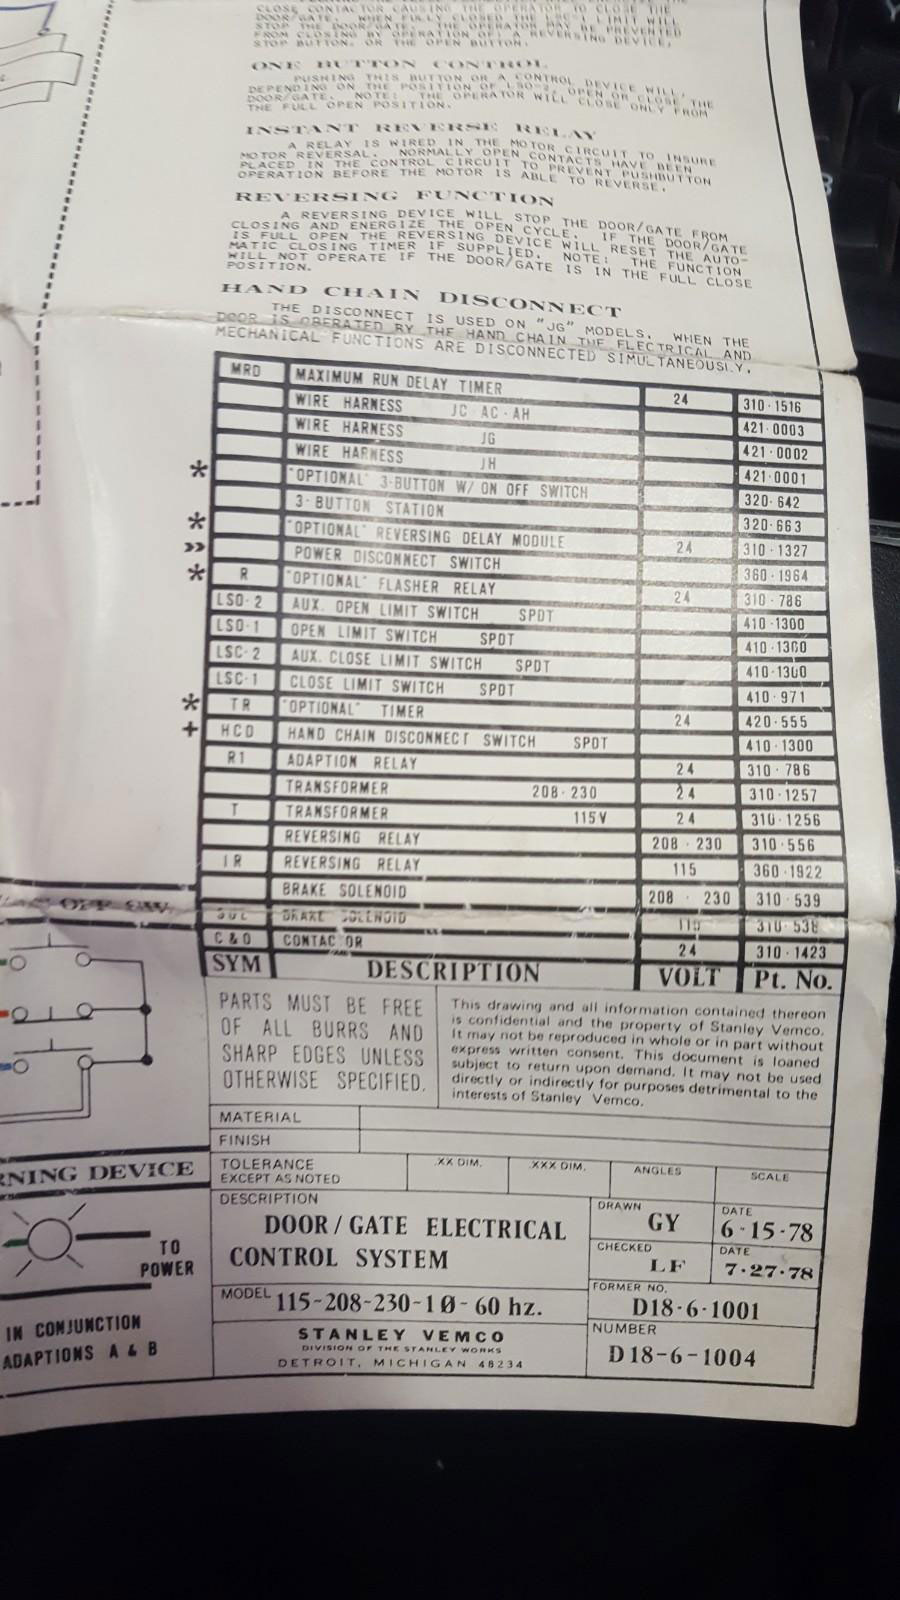 CLOSE CONTACTOR CAUSING THE OPERATOR TO CLOSE THE
DOOR/GATE. WHEN FULLY CLOSED THE LSC-1 LIMIT WILL
STOP THE DOOR/GATE. THE OPERATOR MAY BE PREVENTED
FROM CLOSING BY OPERATION OF: A REVERSING DEVICE,
STOP BUTTON, OR THE OPEN BUTTON.
ONE BUTTON CONTROL
PUSHING THIS BUTTON OR A CONTROL DEVICE WILL,
DEPENDING ON THE POSITION OF LSO-2, OPEN OR CLOSE THE
DOOR/GATE. NOTE: THE OPERATOR WILL CLOSE ONLY FROM
THE FULL OPEN POSITION.
INSTANT REVERSE RELAY
A RELAY IS WIRED IN THE MOTOR CIRCUIT TO INSURE
MOTOR REVERSAL. NORMALLY OPEN CONTACTS HAVE BEEN
PLACED IN THE CONTROL CIRCUIT TO PREVENT PUSHBUTTON
OPERATION BEFORE THE MOTOR IS ABLE TO REVERSE.
REVERSING FUNCTION
A REVERSING DEVICE WILL STOP THE DOOR/GATE FROM
CLOSING AND ENERGIZE THE OPEN CYCLE. IF THE DOOR/GATE
IS FULL OPEN THE REVERSING DEVICE WILL RESET THE AUTO-
MATIC CLOSING TIMER IF SUPPLIED. NOTE: THE FUNCTION
WILL NOT OPERATE IF THE DOOR/GATE IS IN THE FULL CLOSE
POSITION.
HAND CHAIN DISCONNECT
THE DISCONNECT IS USED ON "JG" MODELS. WHEN THE
DOOR IS OPERATED BY THE HAND CHAIN THE ELECTRICAL AND
MECHANICAL FUNCTIONS ARE DISCONNECTED SIMULTANEOUSLY.
MRD MAXIMUM RUN DELAY TIMER 24 310-1516
WIRE HARNESS JC-AC-AH 421-0003
WIRE HARNESS JG 421-0002
WIRE HARNESS JH 421-0001
* "OPTIONAL" 3-BUTTON W/ ON OFF SWITCH 320-642
3-BUTTON STATION 320-663
* "OPTIONAL" REVERSING DELAY MODULE 24 310-1327
» POWER DISCONNECT SWITCH 360-1964
* R "OPTIONAL" FLASHER RELAY 24 310-786
LSO-2 AUX. OPEN LIMIT SWITCH SPDT 410-1300
LSO-1 OPEN LIMIT SWITCH SPDT 410-1300
LSC-2 AUX. CLOSE LIMIT SWITCH SPDT 410-1300
LSC-1 CLOSE LIMIT SWITCH SPDT 410-971
* TR "OPTIONAL" TIMER 24 420-555
+ HCD HAND CHAIN DISCONNECT SWITCH SPDT 410-1300
R1 ADAPTION RELAY 24 310-786
TRANSFORMER 208-230 24 310-1257
T TRANSFORMER 115V 24 310-1256
REVERSING RELAY 208-230 310-556
IR REVERSING RELAY 115 360-1922
BRAKE SOLENOID 208-230 310-539
SOL BRAKE SOLENOID 115 310-538
C & O CONTACTOR 24 310-1423
SYM DESCRIPTION VOLT Pt. No.
OFF SW.
PARTS MUST BE FREE
OF ALL BURRS AND
SHARP EDGES UNLESS
OTHERWISE SPECIFIED.
This drawing and all information contained thereon
is confidential and the property of Stanley Vemco.
It may not be reproduced in whole or in part without
express written consent. This document is loaned
subject to return upon demand. It may not be used
directly or indirectly for purposes detrimental to the
interests of Stanley Vemco.
MATERIAL
FINISH
TOLERANCE
EXCEPT AS NOTED
.XX DIM. .XXX DIM. ANGLES SCALE
DESCRIPTION
DOOR/GATE ELECTRICAL
CONTROL SYSTEM
DRAWN GY DATE 6-15-78
CHECKED LF DATE 7-27-78
MODEL 115-208-230-1Ø-60 hz.
FORMER NO. D18-6-1001
STANLEY VEMCO
DIVISION OF THE STANLEY WORKS
DETROIT, MICHIGAN 48234
NUMBER D18-6-1004
RNING DEVICE
TO
POWER
IN CONJUNCTION
ADAPTIONS A & B